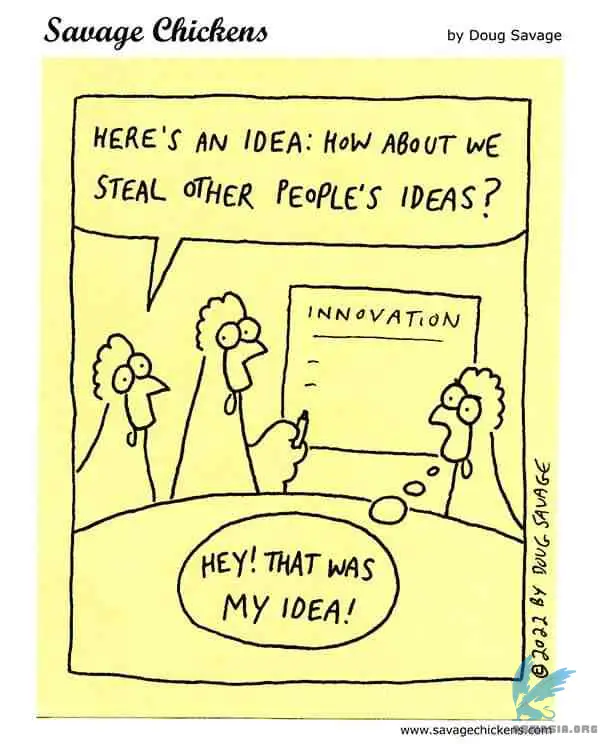 Savage Chickens
by Doug Savage
HERE'S AN IDEA: HOW ABOUT WE
STEAL OTHER PEOPLE'S IDEAS?
INNOVATION
HEY! THAT WAS
MY IDEA!
©2022 BY DOUG SAVAGE
www.savagechickens.com